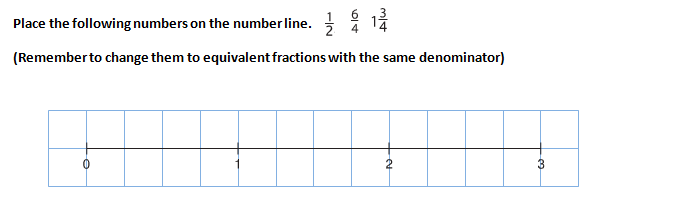 Place the following numbers on the number line. 1/2 6/4 1 3/4
(Remember to change them to equivalent fractions with the same denominator)
0 1 2 3